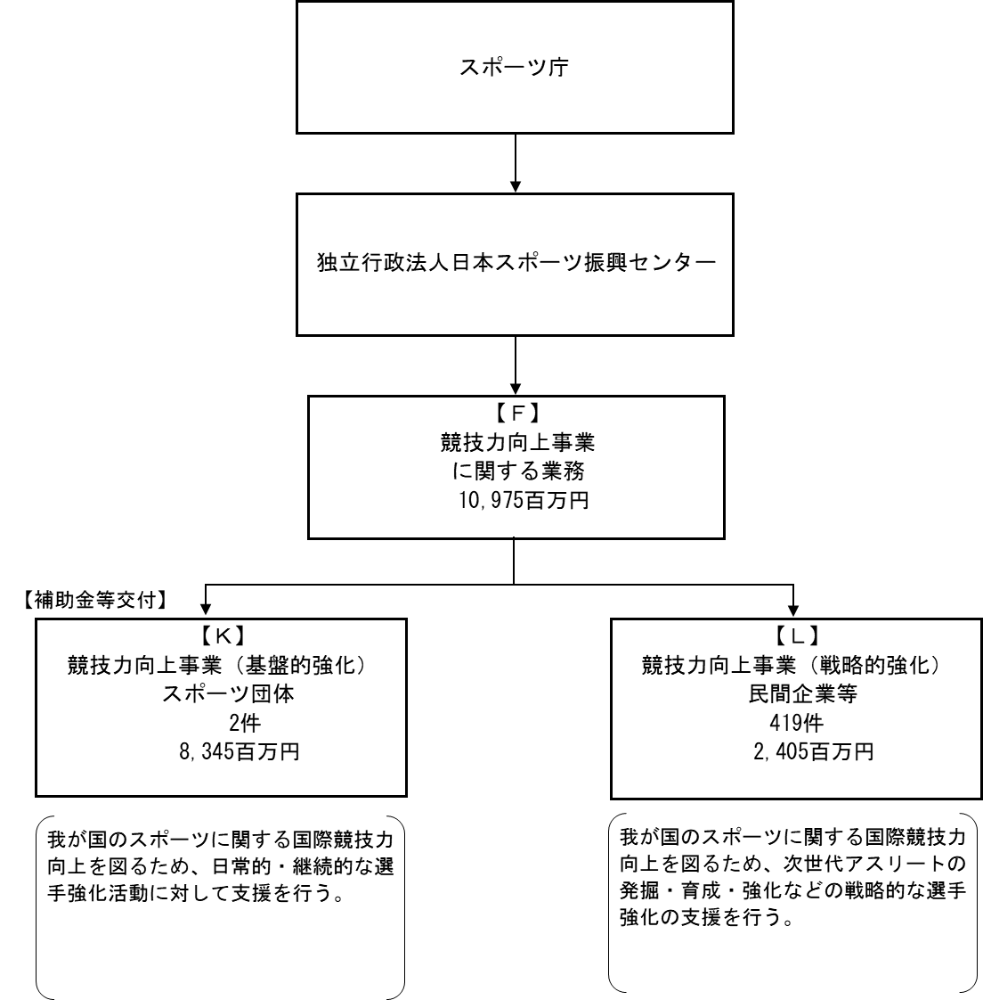 スポーツ庁
独立行政法人日本スポーツ振興センター
【Ｆ】
競技力向上事業
に関する業務
10,975百万円
【補助金等交付】
【Ｋ】
競技力向上事業（基盤的強化）
スポーツ団体
2件
8,345百万円
我が国のスポーツに関する国際競技力
向上を図るため、日常的・継続的な選
手強化活動に対して支援を行う。
【Ｌ】
競技力向上事業（戦略的強化）
民間企業等
419件
2,405百万円
我が国のスポーツに関する国際競技力
向上を図るため、次世代アスリートの
発掘・育成・強化などの戦略的な選手
強化の支援を行う。